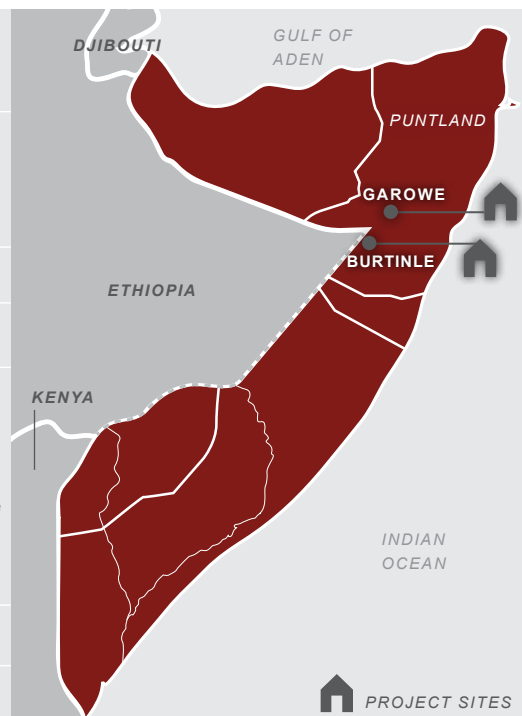 DJIBOUTI
GULF OF
ADEN
PUNTLAND
GAROWE
BURTINLE
ETHIOPIA
KENYA
INDIAN
OCEAN
PROJECT SITES